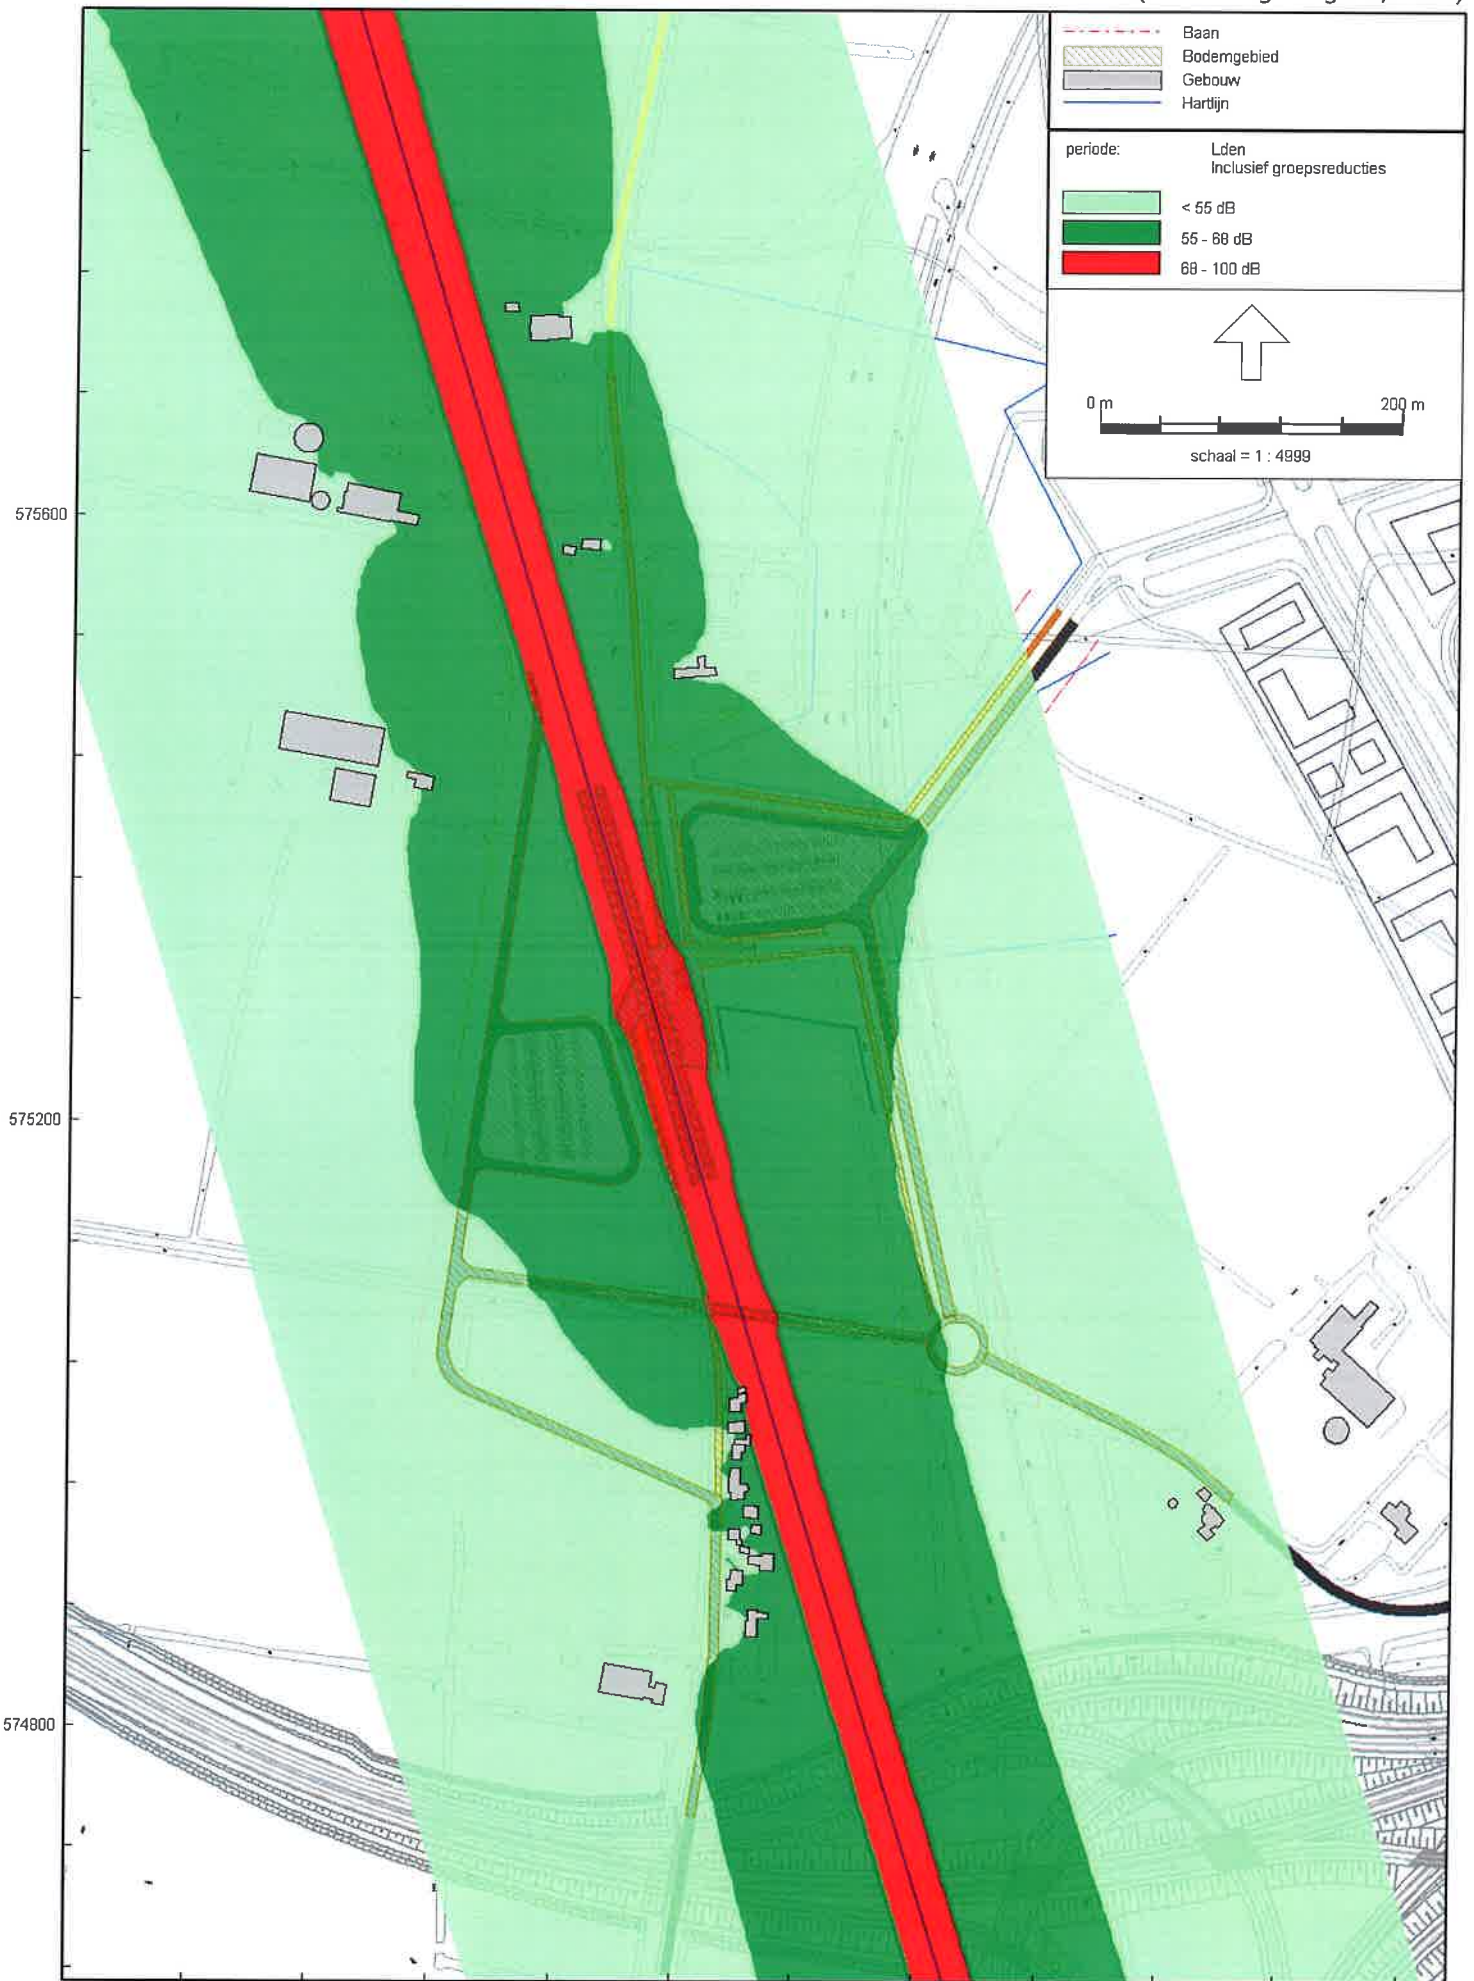 Baan
Bodemgebied
Gebouw
Hartlijn
periode: Lden
Inclusief groepsreducties
< 55 dB
55 - 68 dB
68 - 100 dB
0 m 200 m
schaal = 1 : 4999
575600
575200
574800